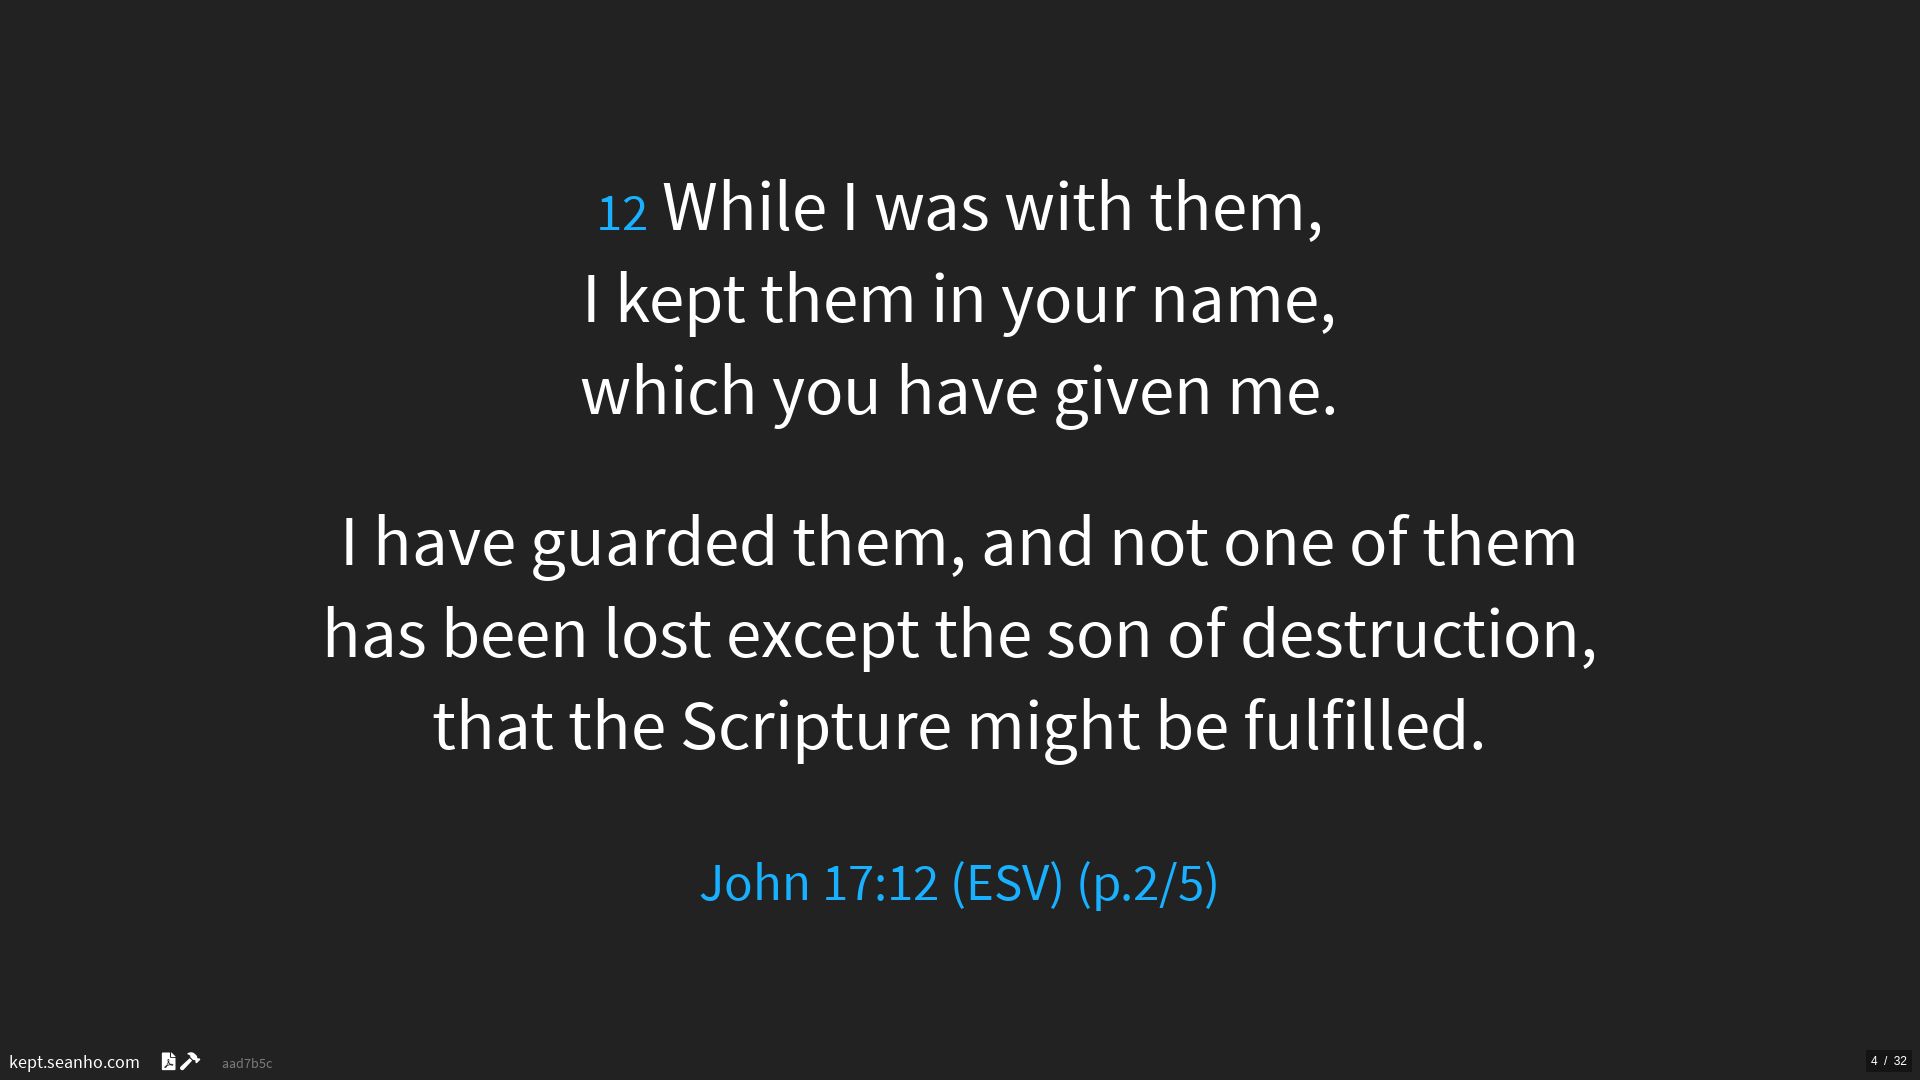 12 While I was with them,
I kept them in your name,
which you have given me.
I have guarded them, and not one of them
has been lost except the son of destruction,
that the Scripture might be fulfilled.
John 17:12 (ESV) (p.2/5)
kept.seanho.com aad7b5c 4 / 32